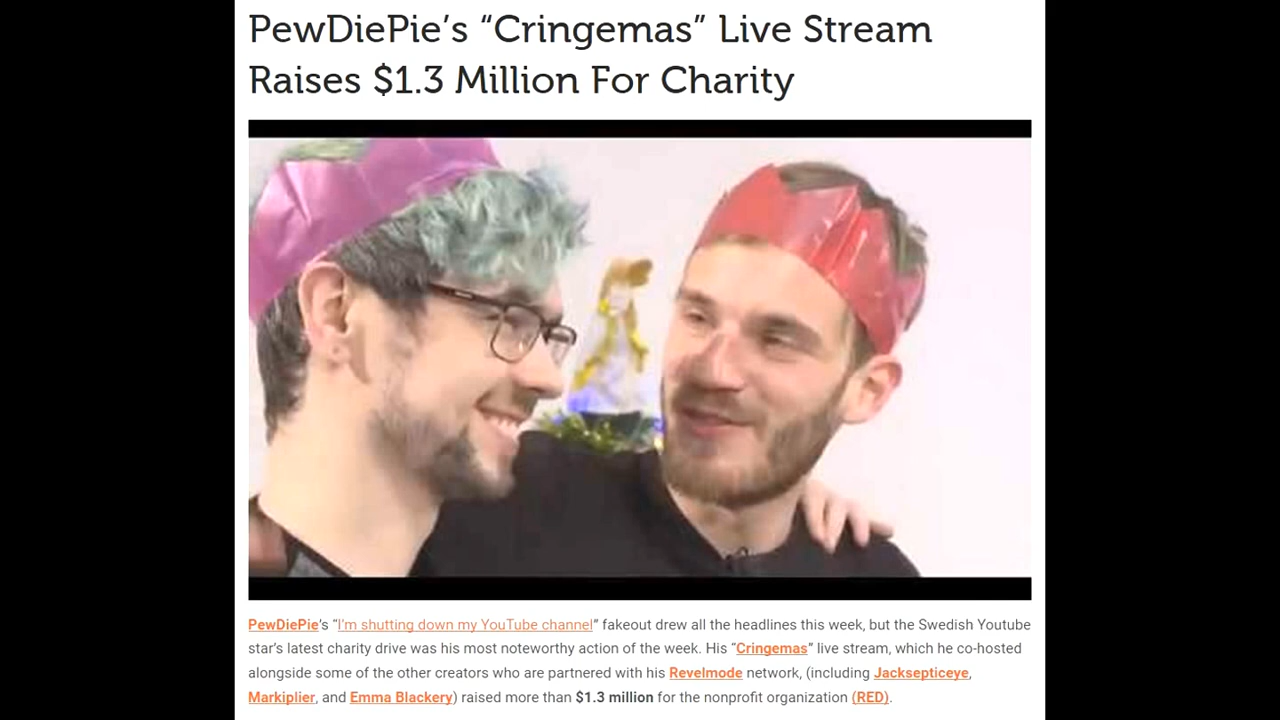 PewDiePie’s “Cringemas” Live Stream
Raises $1.3 Million For Charity
PewDiePie’s “I’m shutting down my YouTube channel” fakeout drew all the headlines this week, but the Swedish Youtube
star’s latest charity drive was his most noteworthy action of the week. His “Cringemas” live stream, which he co-hosted
alongside some of the other creators who are partnered with his Revelmode network, (including Jacksepticeye,
Markiplier, and Emma Blackery) raised more than $1.3 million for the nonprofit organization (RED).